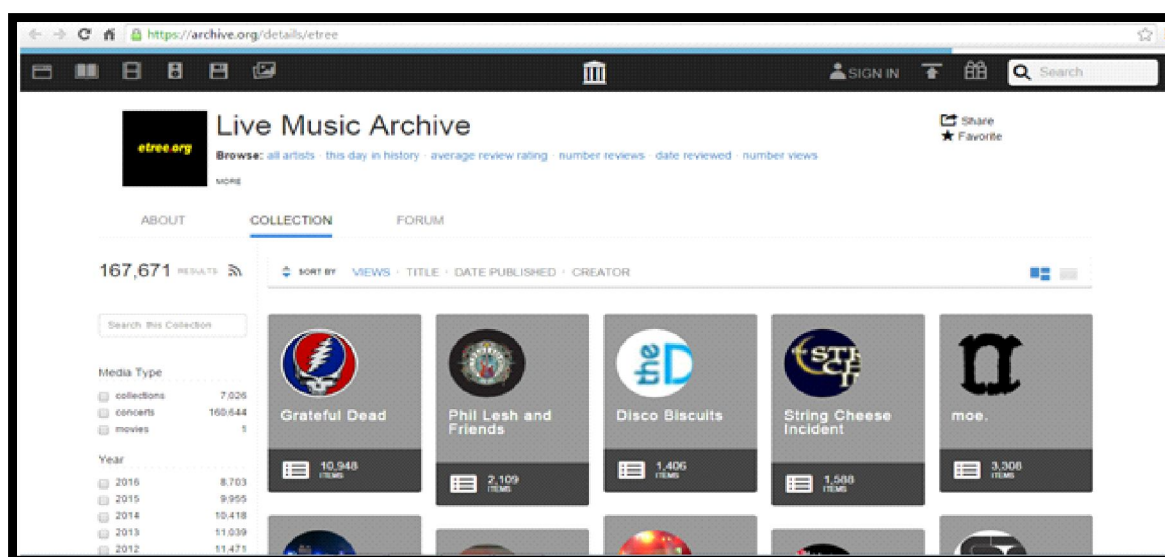 https://archive.org/details/etree
SIGN IN
Search
etree.org
Live Music Archive
Share
Favorite
Browse: all artists · this day in history · average review rating · number reviews · date reviewed · number views
MORE
ABOUT COLLECTION FORUM
167,671 RESULTS
SORT BY VIEWS · TITLE · DATE PUBLISHED · CREATOR
Search this Collection
Media Type
collections 7,026
concerts 160,644
movies 1
Year
2016 8,703
2015 9,955
2014 10,418
2013 11,039
2012 11,471
Grateful Dead
10,948
ITEMS
Phil Lesh and
Friends
2,109
ITEMS
the D
Disco Biscuits
1,406
ITEMS
String Cheese
Incident
1,588
ITEMS
moe.
3,308
ITEMS